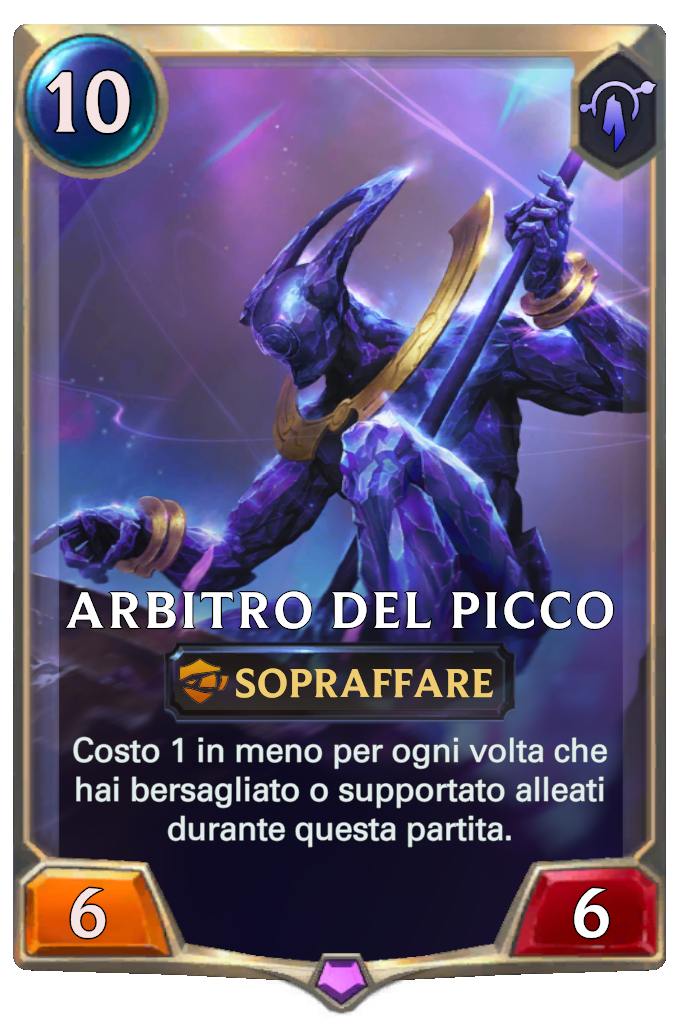 10
ARBITRO DEL PICCO
SOPRAFFARE
Costo 1 in meno per ogni volta che
hai bersagliato o supportato alleati
durante questa partita.
6
6